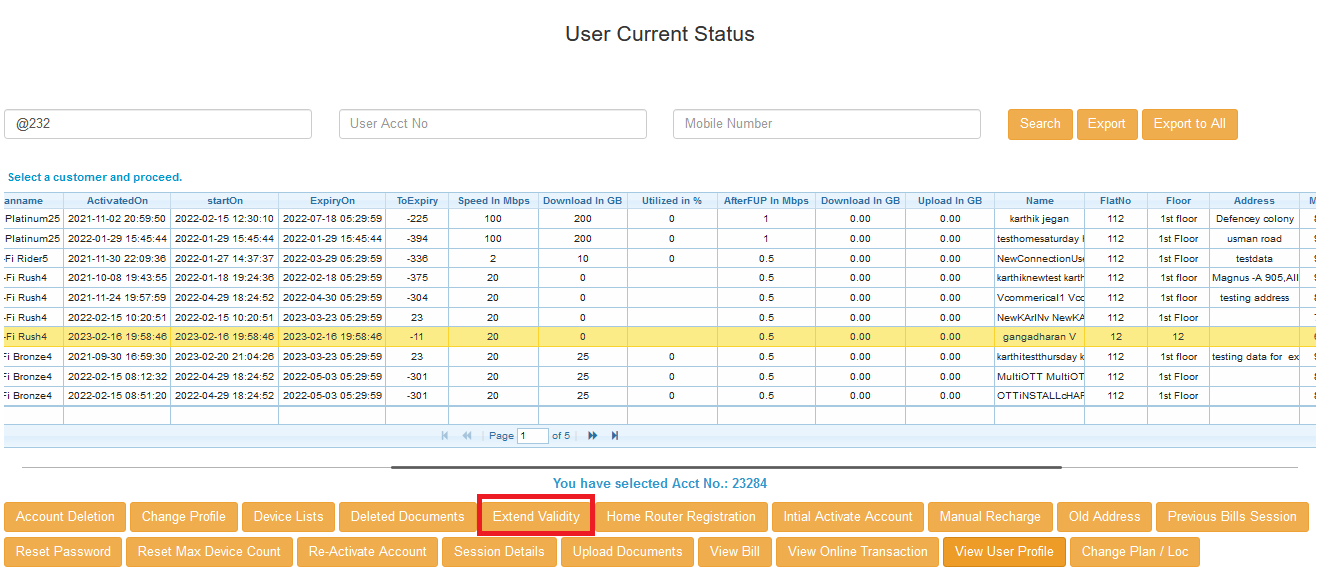 User Current Status
@232 User Acct No Mobile Number Search Export Export to All
Select a customer and proceed.
anname ActivatedOn startOn ExpiryOn ToExpiry Speed In Mbps Download In GB Utilized in % AfterFUP In Mbps Download In GB Upload In GB Name FlatNo Floor Address M
Platinum25 2021-11-02 20:59:50 2022-02-15 12:30:10 2022-07-18 05:29:59 -225 100 200 0 1 0.00 0.00 karthik jegan 112 1st floor Defencey colony
Platinum25 2022-01-29 15:45:44 2022-01-29 15:45:44 2022-01-29 15:45:44 -394 100 200 0 1 0.00 0.00 testhomesaturday 112 1st Floor usman road
-Fi Rider5 2021-11-30 22:09:36 2022-01-27 14:37:37 2022-03-29 05:29:59 -336 2 10 0 0.5 0.00 0.00 NewConnectionUse 112 1st Floor testdata
-Fi Rush4 2021-10-08 19:43:55 2022-01-18 19:24:36 2022-02-18 05:29:59 -375 20 0 0.5 0.00 0.00 karthiknewtest karth 112 1st floor Magnus -A 905,All
-Fi Rush4 2021-11-24 19:57:59 2022-04-29 18:24:52 2022-04-30 05:29:59 -304 20 0 0.5 0.00 0.00 Vcommerical1 Vcc 112 1st floor testing address
-Fi Rush4 2022-02-15 10:20:51 2022-02-15 10:20:51 2023-03-23 05:29:59 23 20 0 0.5 0.00 0.00 NewKArINv NewKA 112 1st Floor
-Fi Rush4 2023-02-16 19:58:46 2023-02-16 19:58:46 2023-02-16 19:58:46 -11 20 0 0.5 0.00 0.00 gangadharan V 12 12
Fi Bronze4 2021-09-30 16:59:30 2023-02-20 21:04:26 2023-03-23 05:29:59 23 20 25 0 0.5 0.00 0.00 karthitestthursday k 112 1st floor testing data for ex
Fi Bronze4 2022-02-15 08:12:32 2022-04-29 18:24:52 2022-05-03 05:29:59 -301 20 25 0 0.5 0.00 0.00 MultiOTT MultiOT 112 1st Floor
Fi Bronze4 2022-02-15 08:51:20 2022-04-29 18:24:52 2022-05-03 05:29:59 -301 20 25 0 0.5 0.00 0.00 OTTiNSTALLcHAR 112 1st Floor
Page 1 of 5
You have selected Acct No.: 23284
Account Deletion Change Profile Device Lists Deleted Documents Extend Validity Home Router Registration Intial Activate Account Manual Recharge Old Address Previous Bills Session
Reset Password Reset Max Device Count Re-Activate Account Session Details Upload Documents View Bill View Online Transaction View User Profile Change Plan / Loc